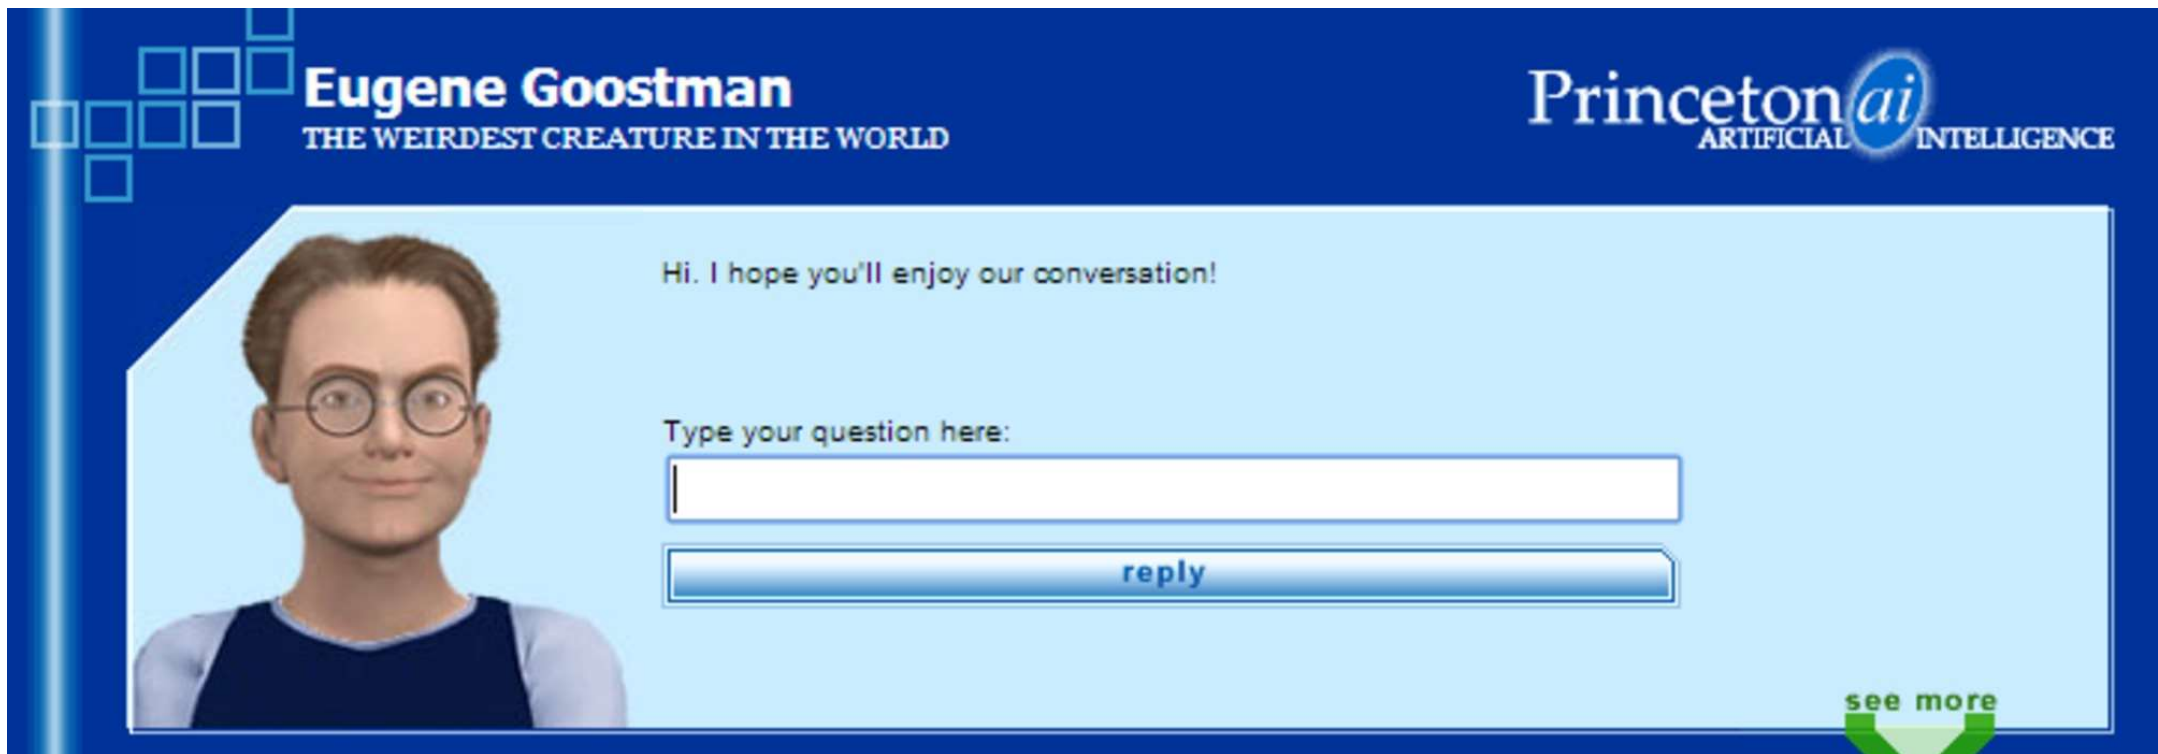 Eugene Goostman
THE WEIRDEST CREATURE IN THE WORLD
Princeton ai
ARTIFICIAL INTELLIGENCE
Hi. I hope you'll enjoy our conversation!
Type your question here:
reply
see more